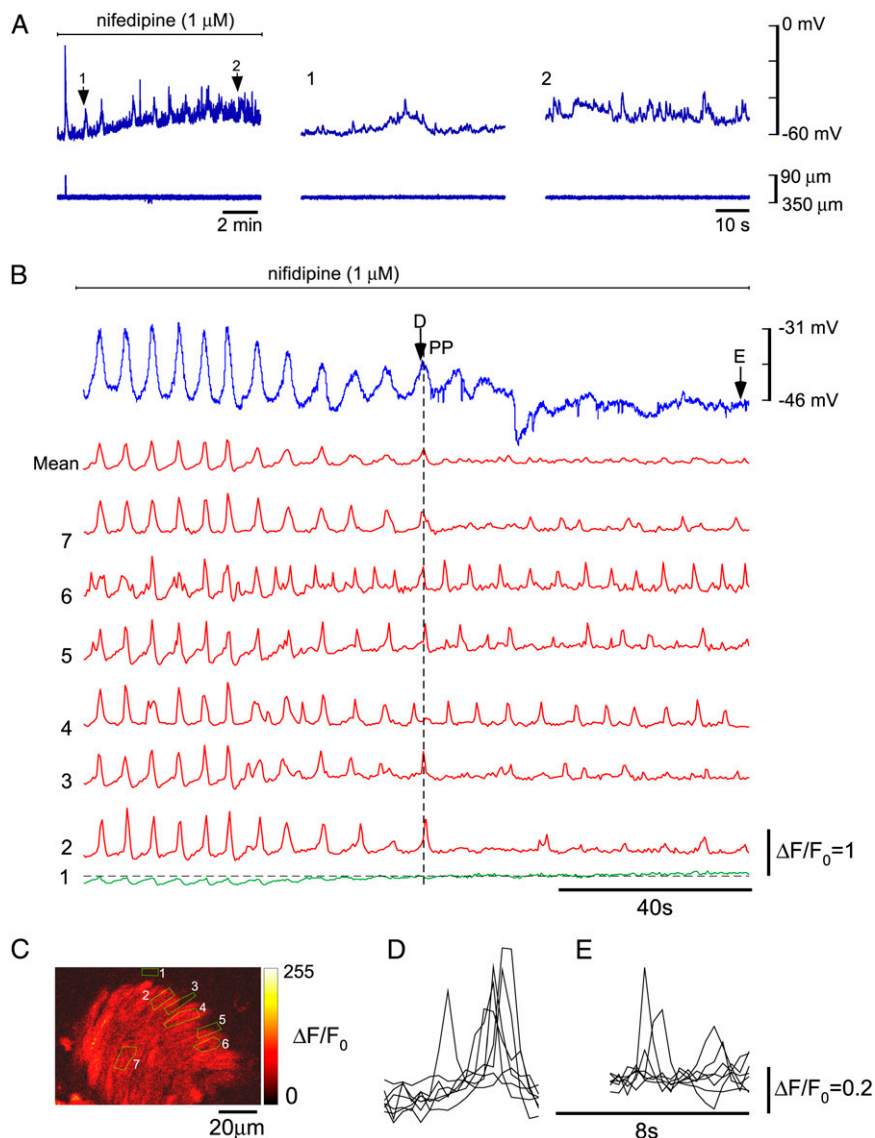 A
nifedipine (1 μM)
1
2
1
2
0 mV
-60 mV
90 μm
350 μm
2 min
10 s
B
nifidipine (1 μM)
D
PP
E
-31 mV
-46 mV
Mean
7
6
5
4
3
2
1
ΔF/F0=1
40s
C
1
2
3
4
5
6
7
255
ΔF/F0
0
20μm
D
E
ΔF/F0=0.2
8s